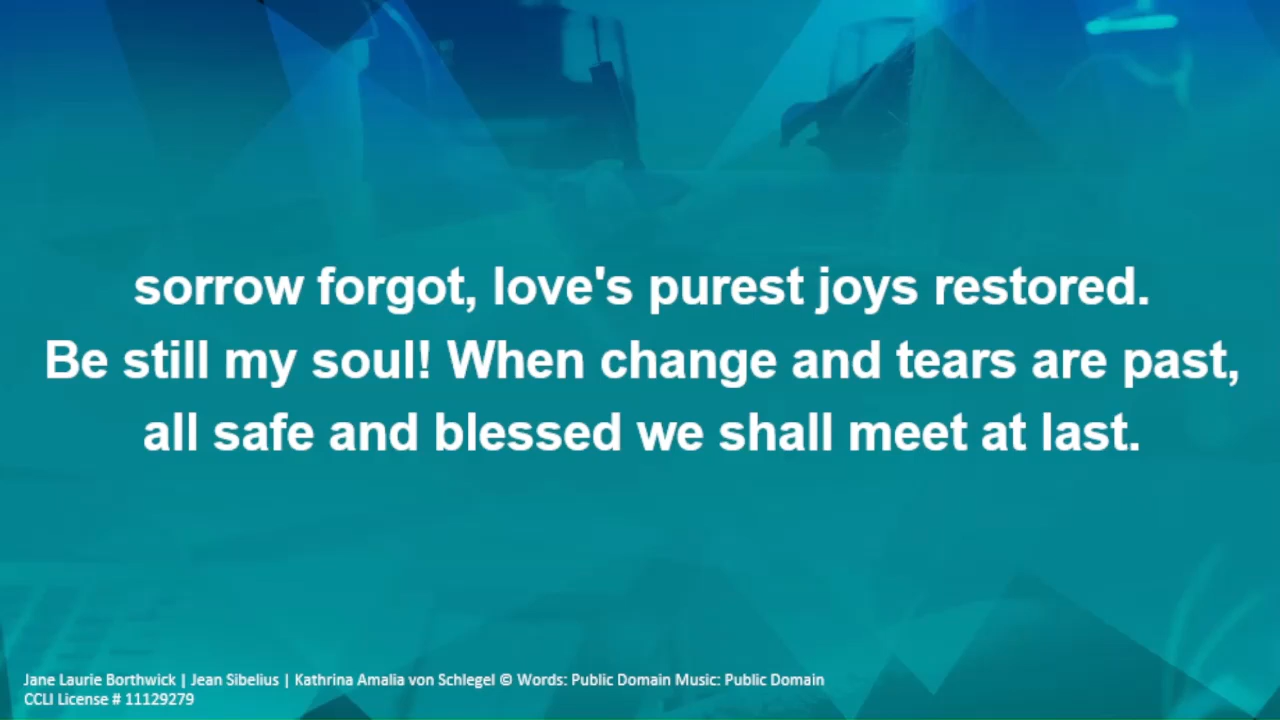 sorrow forgot, love's purest joys restored.
Be still my soul! When change and tears are past,
all safe and blessed we shall meet at last.
Jane Laurie Borthwick | Jean Sibelius | Kathrina Amalia von Schlegel © Words: Public Domain Music: Public Domain
CCLI License # 11129279